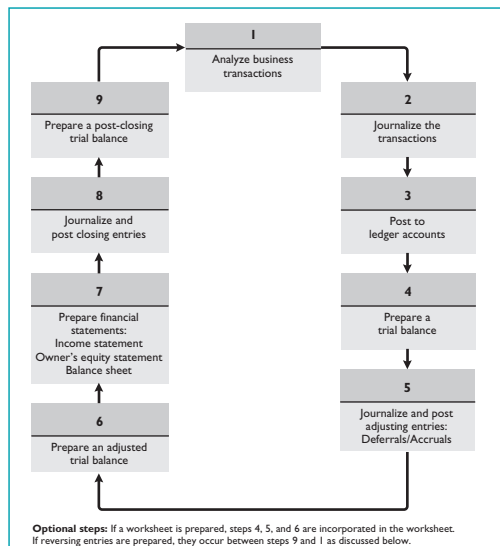 1
Analyze business
transactions
2
Journalize the
transactions
3
Post to
ledger accounts
4
Prepare a
trial balance
5
Journalize and post
adjusting entries:
Deferrals/Accruals
6
Prepare an adjusted
trial balance
7
Prepare financial
statements:
Income statement
Owner's equity statement
Balance sheet
8
Journalize and
post closing entries
9
Prepare a post-closing
trial balance
Optional steps: If a worksheet is prepared, steps 4, 5, and 6 are incorporated in the worksheet.
If reversing entries are prepared, they occur between steps 9 and 1 as discussed below.